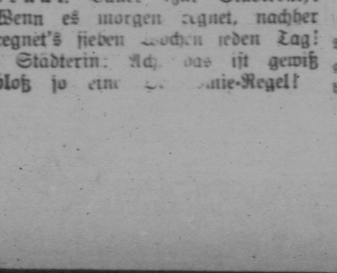 Wenn es morgen regnet, nachher
regnet's sieben Wochen jeden Tag!
Städterin: Ach, das ist gewiß
bloß so eine -Regel!